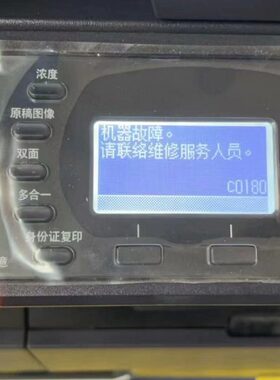 浓度
原稿图像
双面
多合一
身份证复印
意
机器故障。
请联络维修服务人员。
C0180